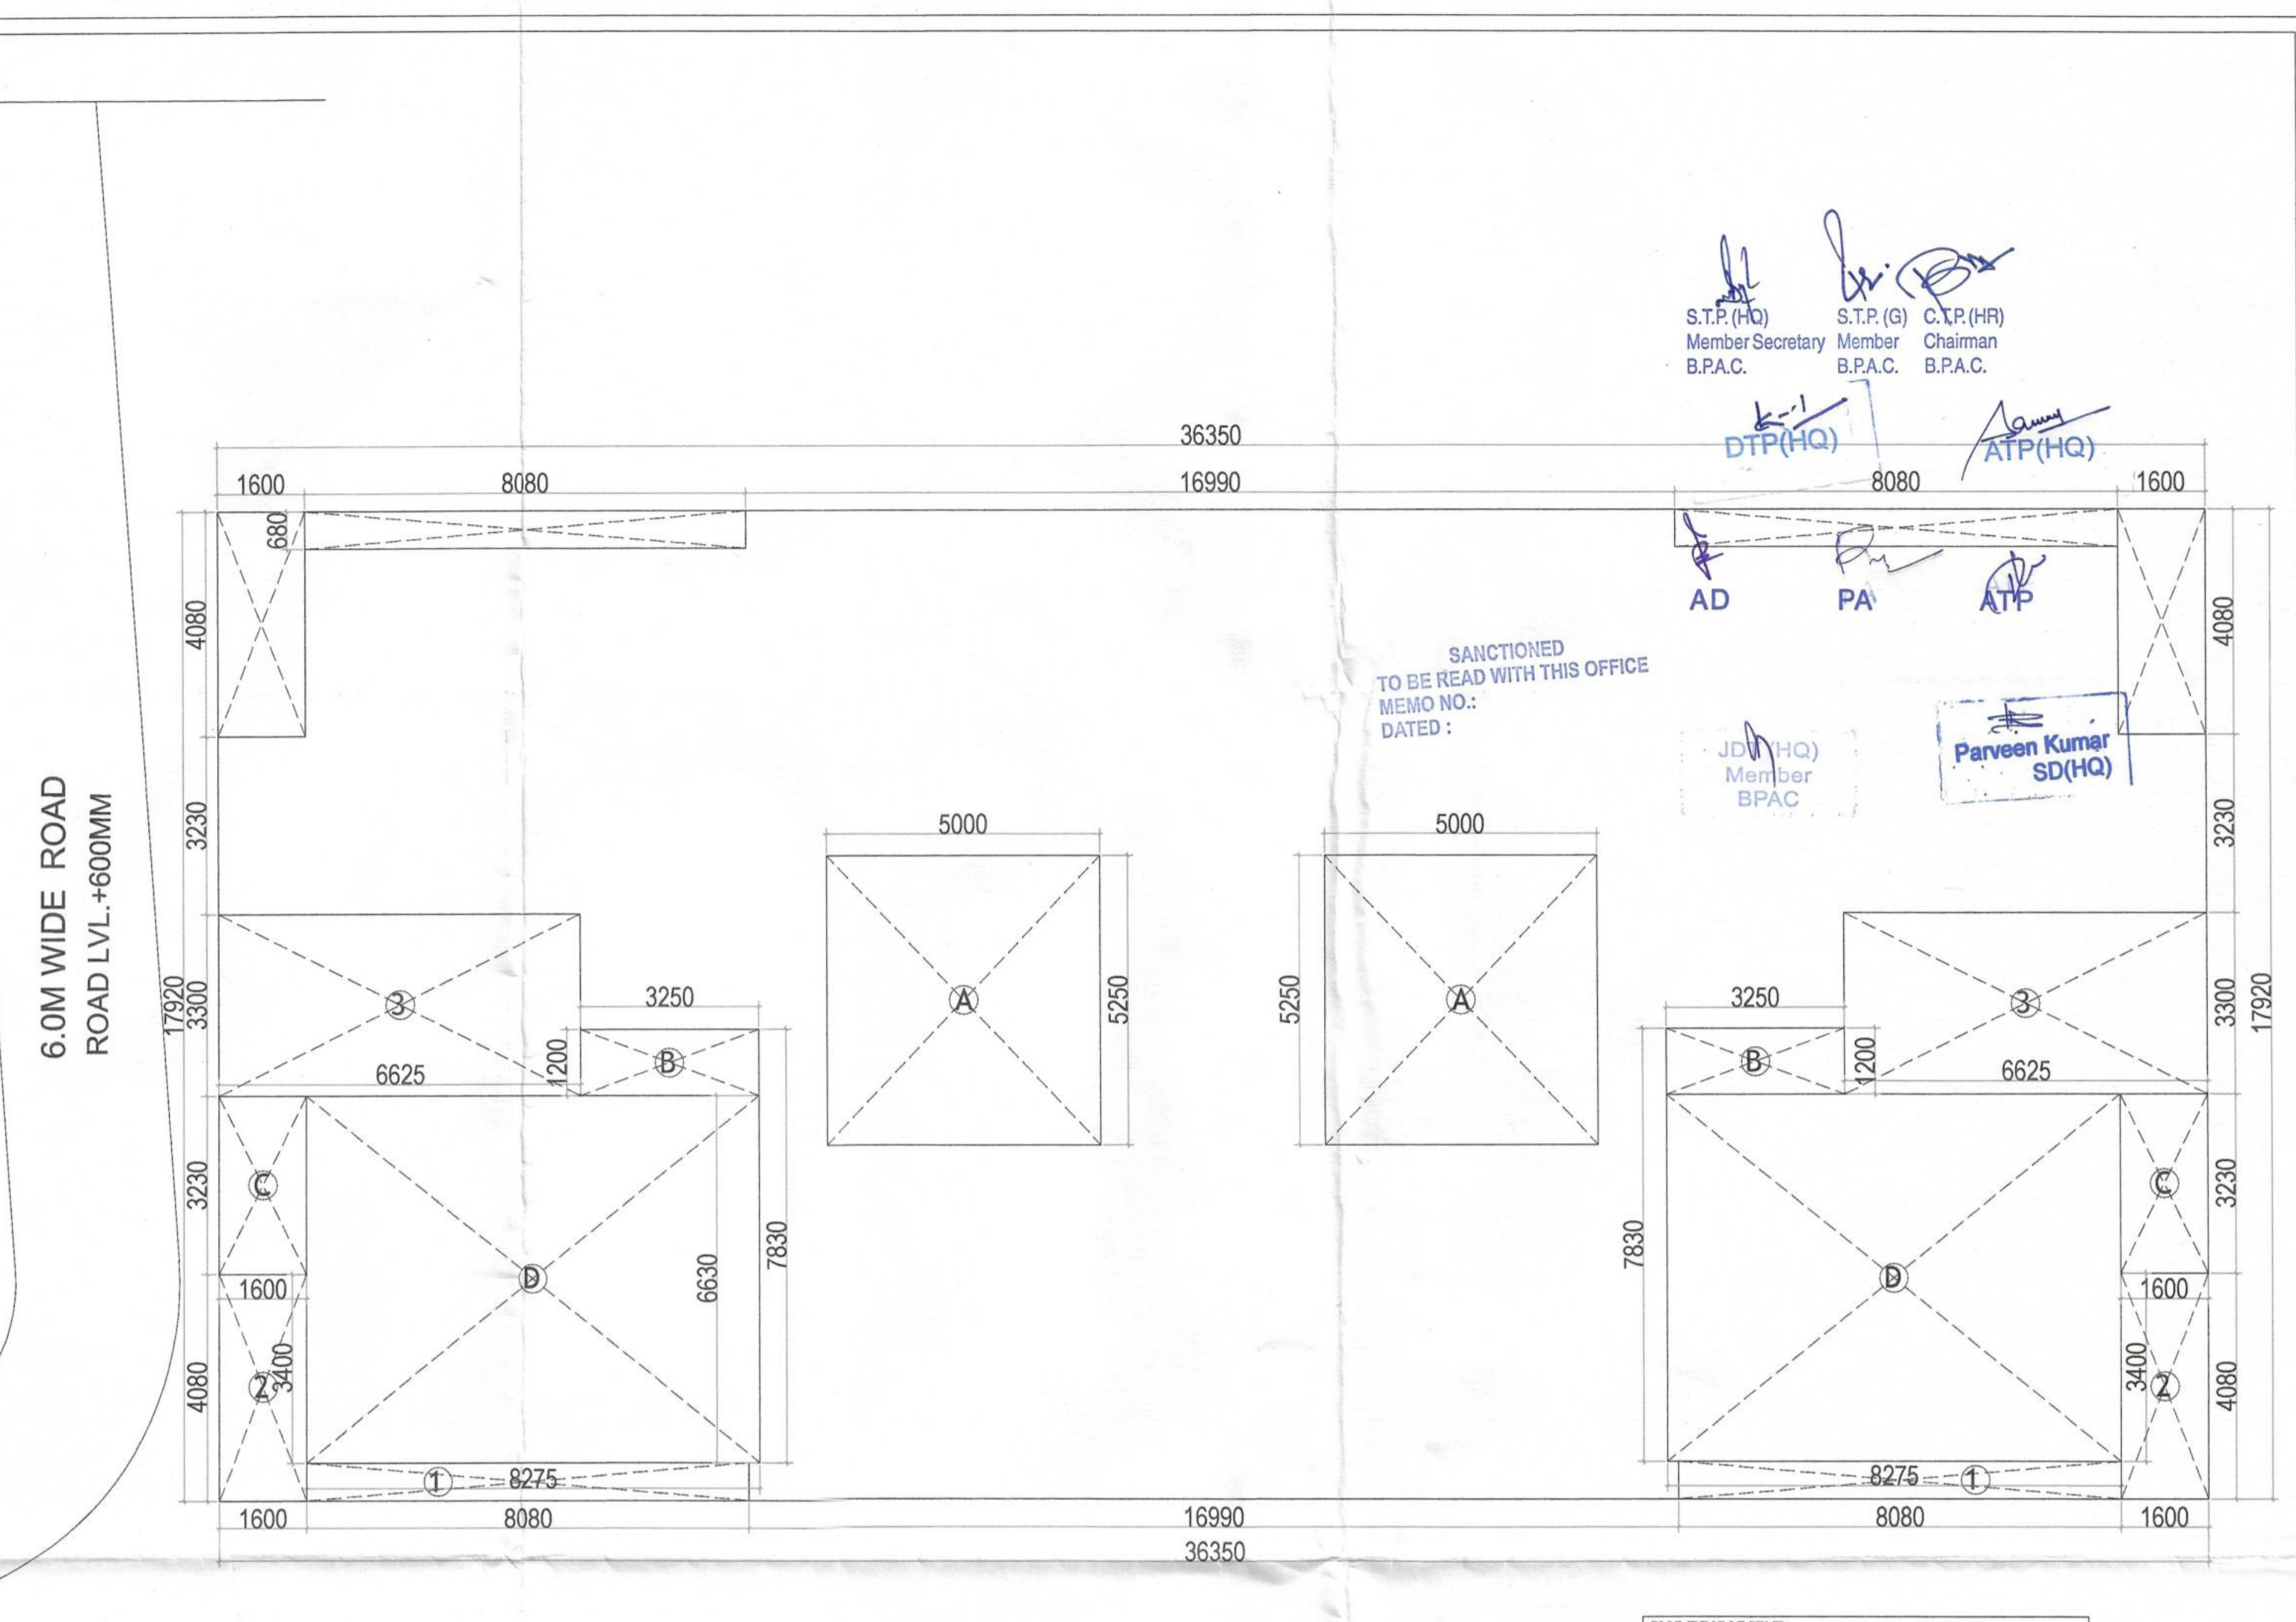 S.T.P. (HQ)
Member Secretary
B.P.A.C.
S.T.P. (G)
Member
B.P.A.C.
C.T.P. (HR)
Chairman
B.P.A.C.
DTP(HQ)
ATP(HQ)
36350
1600
8080
16990
8080
1600
680
AD
PA
ATP
4080
4080
SANCTIONED
TO BE READ WITH THIS OFFICE
MEMO NO.:
DATED :
(HQ)
Member
BPAC
Parveen Kumar
SD(HQ)
6.0M WIDE ROAD
ROAD LVL.+600MM
3230
5000
5000
3230
17920
3300
3
3250
A
5250
5250
A
3250
3
3300
17920
6625
1200
B
B
1200
6625
3230
C
C
3230
7830
6630
D
7830
D
1600
1600
4080
2
3400
3400
2
4080
1
8275
8275
1
1600
8080
16990
8080
1600
36350